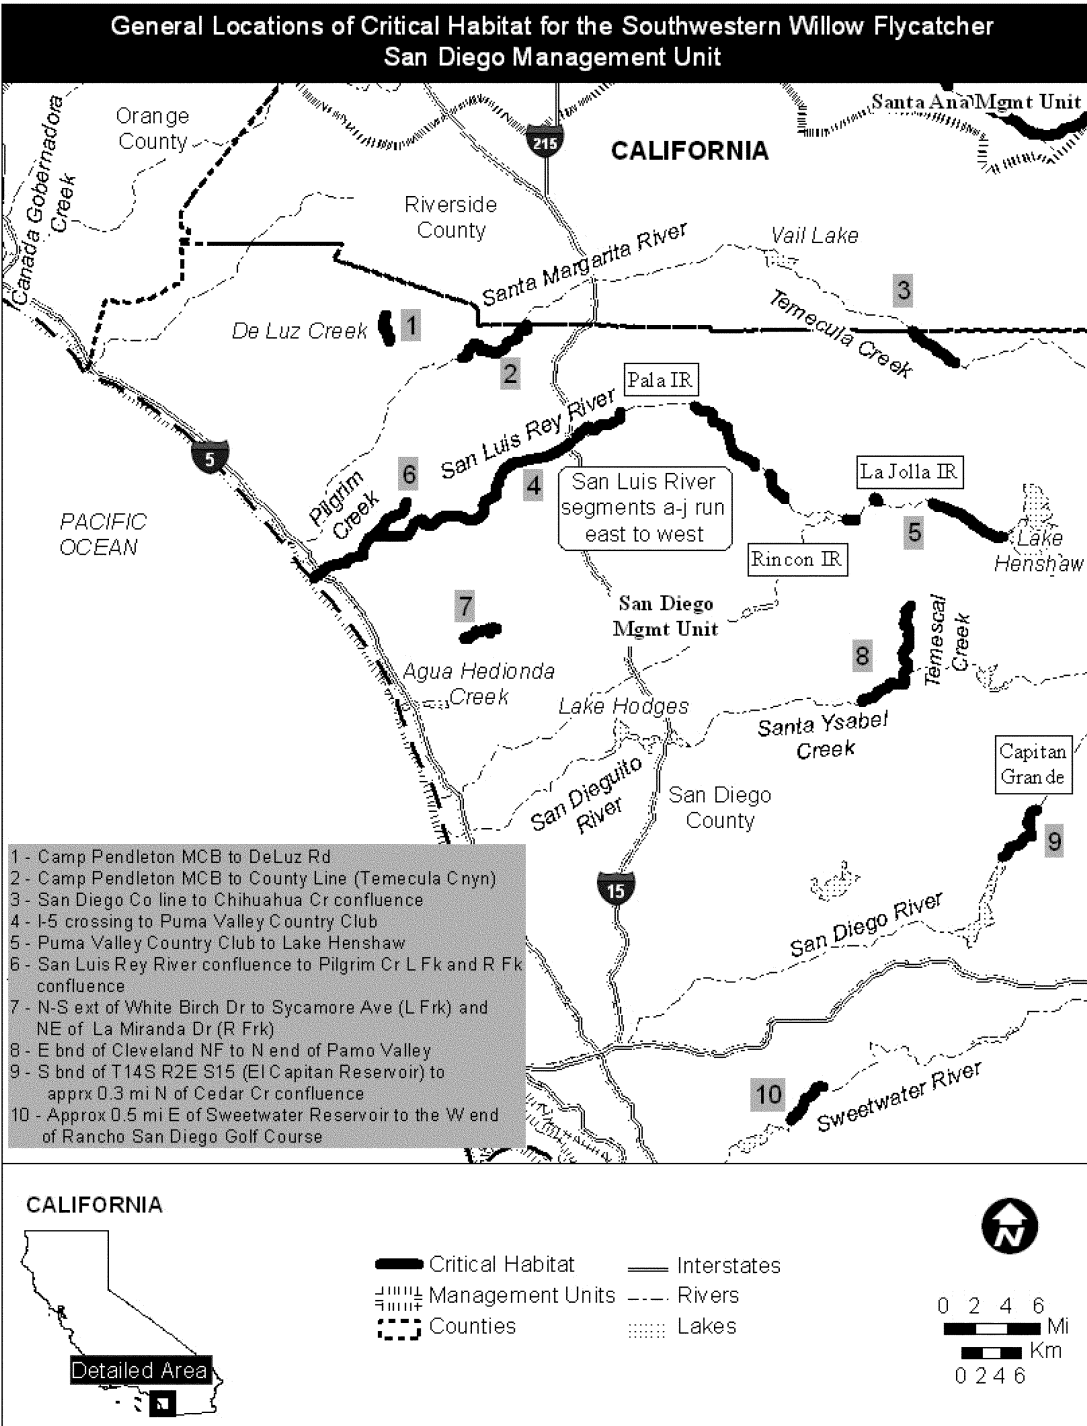 General Locations of Critical Habitat for the Southwestern Willow Flycatcher
San Diego Management Unit
Santa Ana Mgmt Unit
Orange
County
215
CALIFORNIA
Canada Gobernadora
Creek
Riverside
County
Santa Margarita River
Vail Lake
3
Temecula Creek
De Luz Creek
1
2
Pala IR
San Luis Rey River
5
6
4
Pilgrim
Creek
La Jolla IR
San Luis River
segments a-j run
east to west
5
PACIFIC
OCEAN
Lake
Henshaw
Rincon IR
7
San Diego
Mgmt Unit
8
Temescal
Creek
Agua Hedionda
Creek
Lake Hodges
Santa Ysabel
Creek
Capitan
Grande
San Dieguito
River
San Diego
County
9
15
San Diego River
10
Sweetwater River
1 - Camp Pendleton MCB to DeLuz Rd
2 - Camp Pendleton MCB to County Line (Temecula Cnyn)
3 - San Diego Co line to Chihuahua Cr confluence
4 - I-5 crossing to Puma Valley Country Club
5 - Puma Valley Country Club to Lake Henshaw
6 - San Luis Rey River confluence to Pilgrim Cr L Fk and R Fk
confluence
7 - N-S ext of White Birch Dr to Sycamore Ave (L Frk) and
NE of La Miranda Dr (R Frk)
8 - E bnd of Cleveland NF to N end of Pamo Valley
9 - S bnd of T14S R2E S15 (El Capitan Reservoir) to
apprx 0.3 mi N of Cedar Cr confluence
10 - Approx 0.5 mi E of Sweetwater Reservoir to the W end
of Rancho San Diego Golf Course
CALIFORNIA
Detailed Area
Critical Habitat
Management Units
Counties
Interstates
Rivers
Lakes
N
0 2 4 6
Mi
Km
0 2 4 6